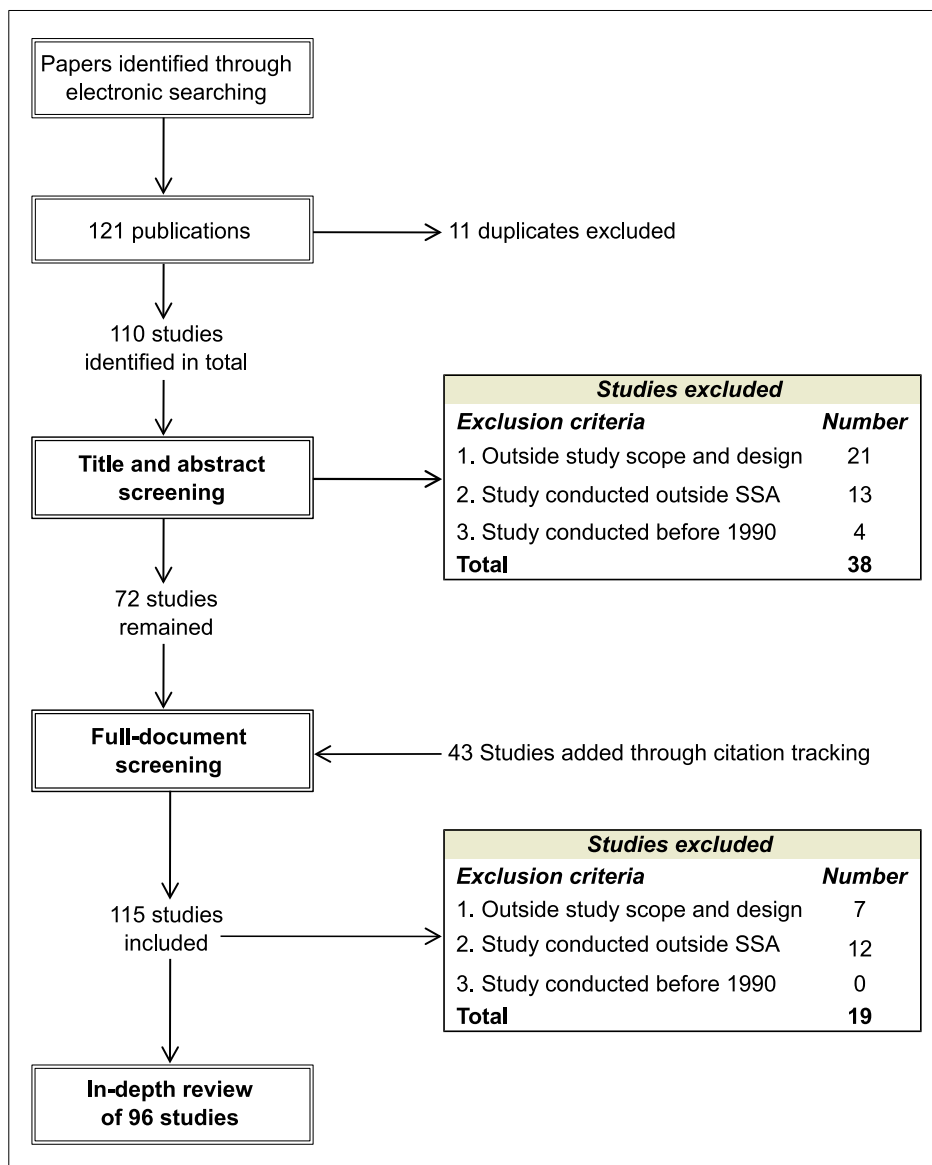 Papers identified through
electronic searching
121 publications
11 duplicates excluded
110 studies
identified in total
Title and abstract
screening
Studies excluded
Exclusion criteria Number
1. Outside study scope and design 21
2. Study conducted outside SSA 13
3. Study conducted before 1990 4
Total 38
72 studies
remained
Full-document
screening
43 Studies added through citation tracking
115 studies
included
Studies excluded
Exclusion criteria Number
1. Outside study scope and design 7
2. Study conducted outside SSA 12
3. Study conducted before 1990 0
Total 19
In-depth review
of 96 studies